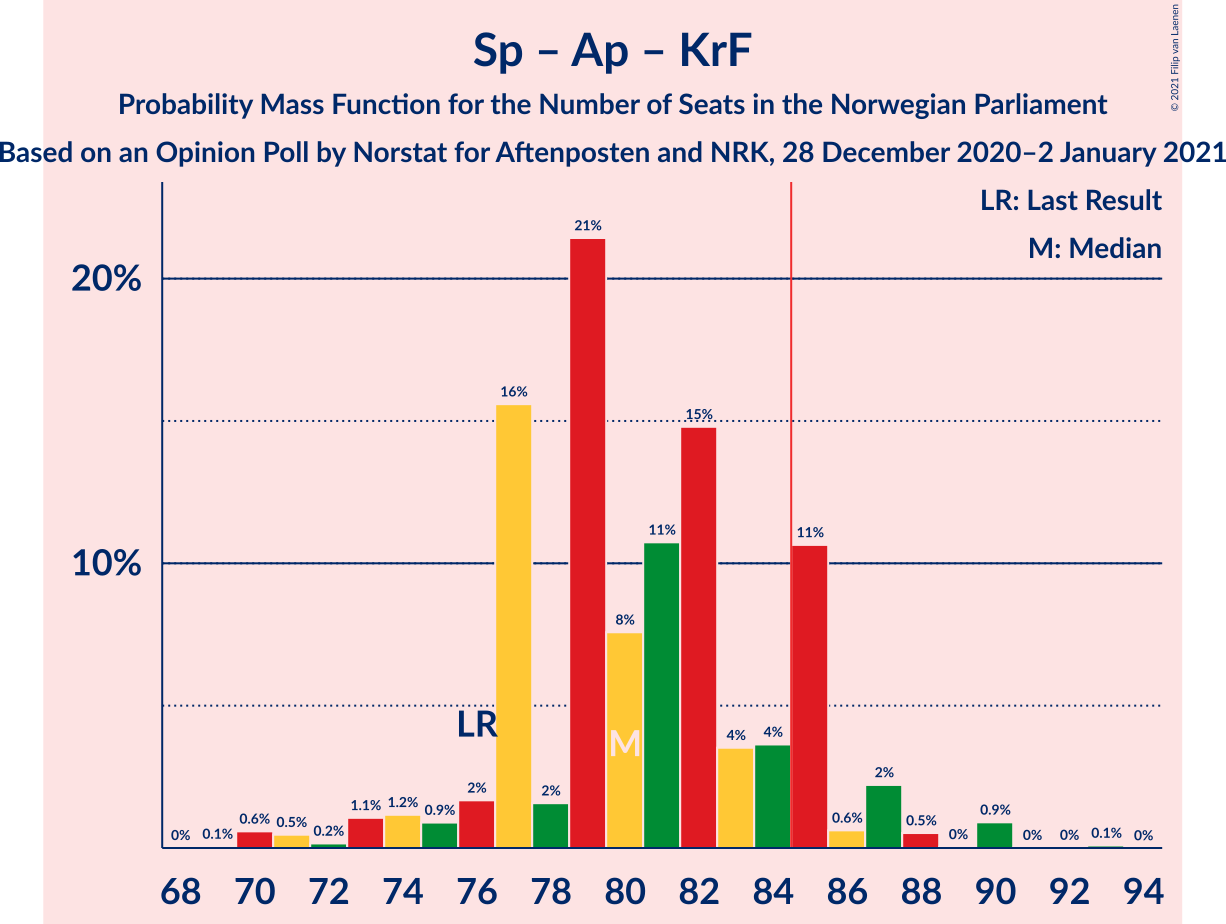 Sp – Ap – KrF
Probability Mass Function for the Number of Seats in the Norwegian Parliament
Based on an Opinion Poll by Norstat for Aftenposten and NRK, 28 December 2020–2 January 2021
© 2021 Filip van Laenen
LR: Last Result
M: Median
20%
10%
0% 0.1% 0.6% 0.5% 0.2% 1.1% 1.2% 0.9% 2% 16% 2% 21% 8% 11% 15% 4% 4% 11% 0.6% 2% 0.5% 0% 0.9% 0% 0% 0.1% 0%
LR
M
68 70 72 74 76 78 80 82 84 86 88 90 92 94